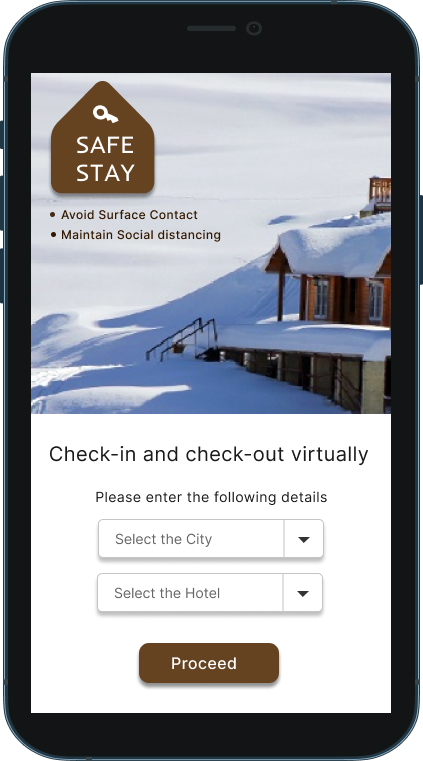 SAFE
STAY
• Avoid Surface Contact
• Maintain Social distancing
Check-in and check-out virtually
Please enter the following details
Select the City
Select the Hotel
Proceed